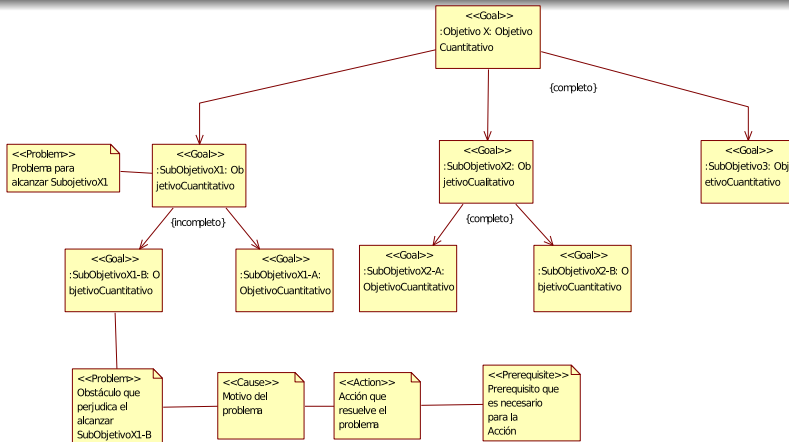 <<Goal>>
:Objetivo X: Objetivo
Cuantitativo
{completo}
<<Problem>>
Problema para
alcanzar SubojetivoX1
<<Goal>>
:SubObjetivoX1: Ob
jetivoCuantitativo
<<Goal>>
:SubObjetivoX2: Ob
jetivoCualitativo
<<Goal>>
:SubObjetivo3: Obj
etivoCuantitativo
{incompleto}
{completo}
<<Goal>>
:SubObjetivoX1-B: O
bjetivoCuantitativo
<<Goal>>
:SubObjetivoX1-A:
ObjetivoCuantitativo
<<Goal>>
:SubObjetivoX2-A:
ObjetivoCuantitativo
<<Goal>>
:SubObjetivoX2-B: O
bjetivoCuantitativo
<<Problem>>
Obstáculo que
perjudica el
alcanzar
SubObjetivoX1-B
<<Cause>>
Motivo del
problema
<<Action>>
Acción que
resuelve el
problema
<<Prerequisite>>
Prerequisito que
es necesario
para la
Acción